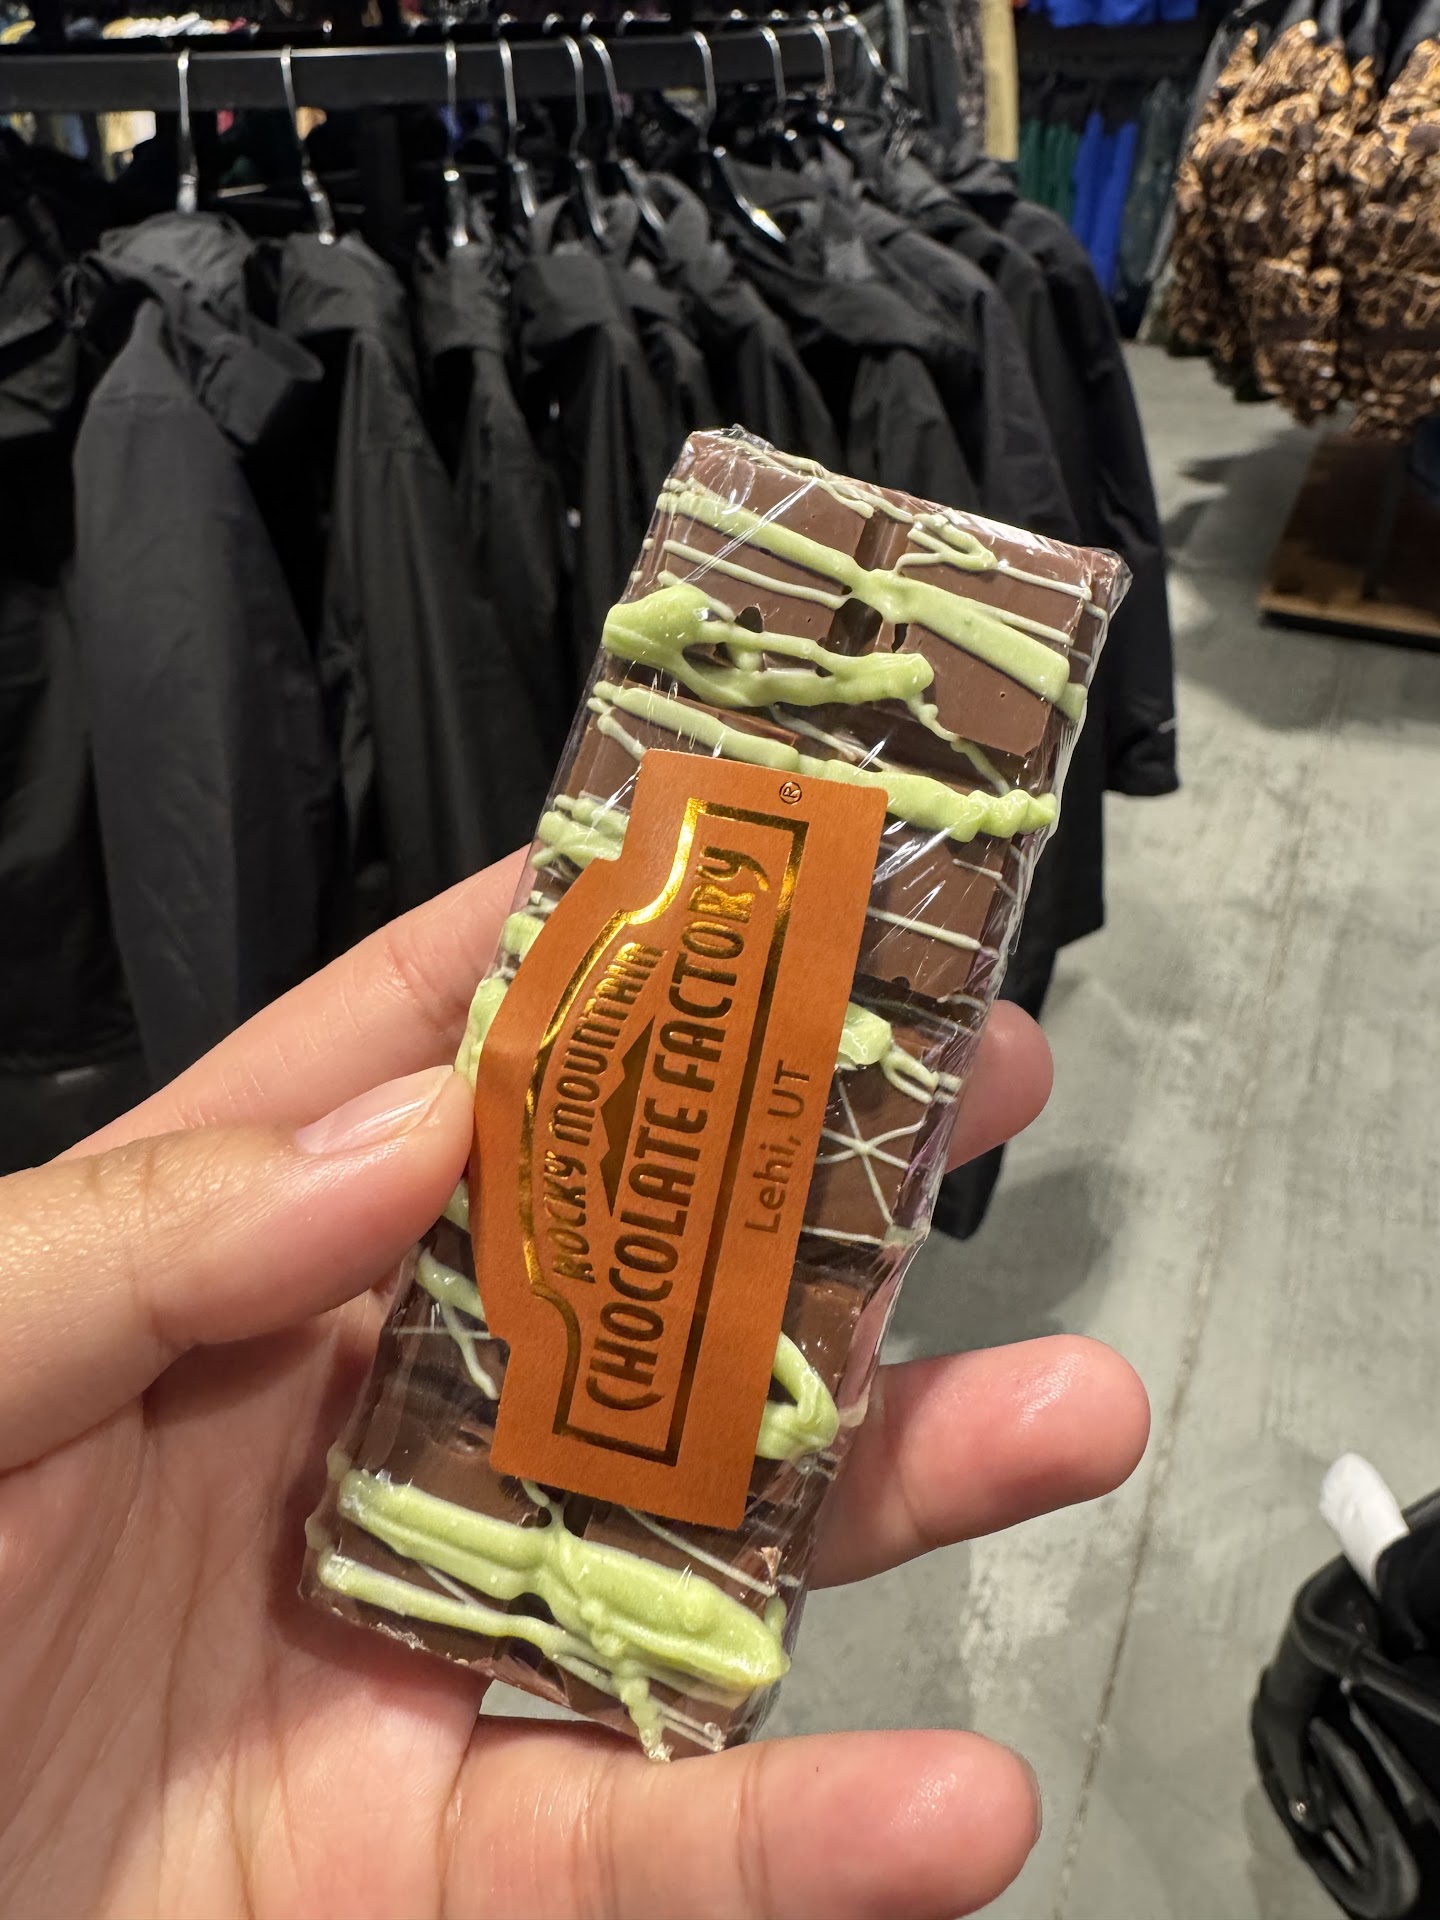 ROCKY MOUNTAIN
CHOCOLATE FACTORY
®
Lehi, UT